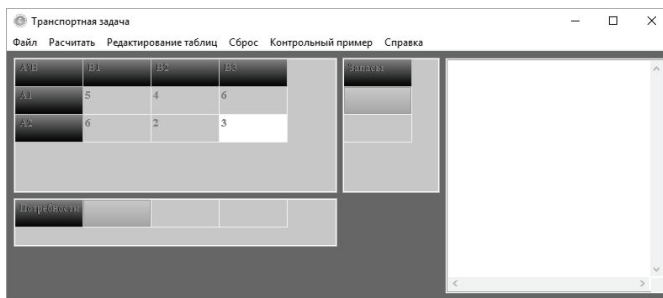 Транспортная задача
Файл Расчитать Редактирование таблиц Сброс Контрольный пример Справка
A\B B1 B2 B3 Запасы
A1 5 4 6
A2 6 2 3
Потребности